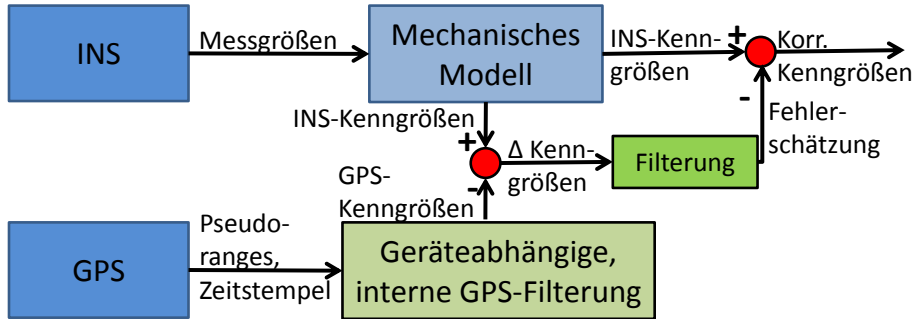 INS
Messgrößen
Mechanisches
Modell
INS-Kenn-
größen
+
Korr.
Kenngrößen
-
Fehler-
schätzung
INS-Kenngrößen
+
Δ Kenn-
größen
Filterung
-
GPS-
Kenngrößen
GPS
Pseudo-
ranges,
Zeitstempel
Geräteabhängige,
interne GPS-Filterung